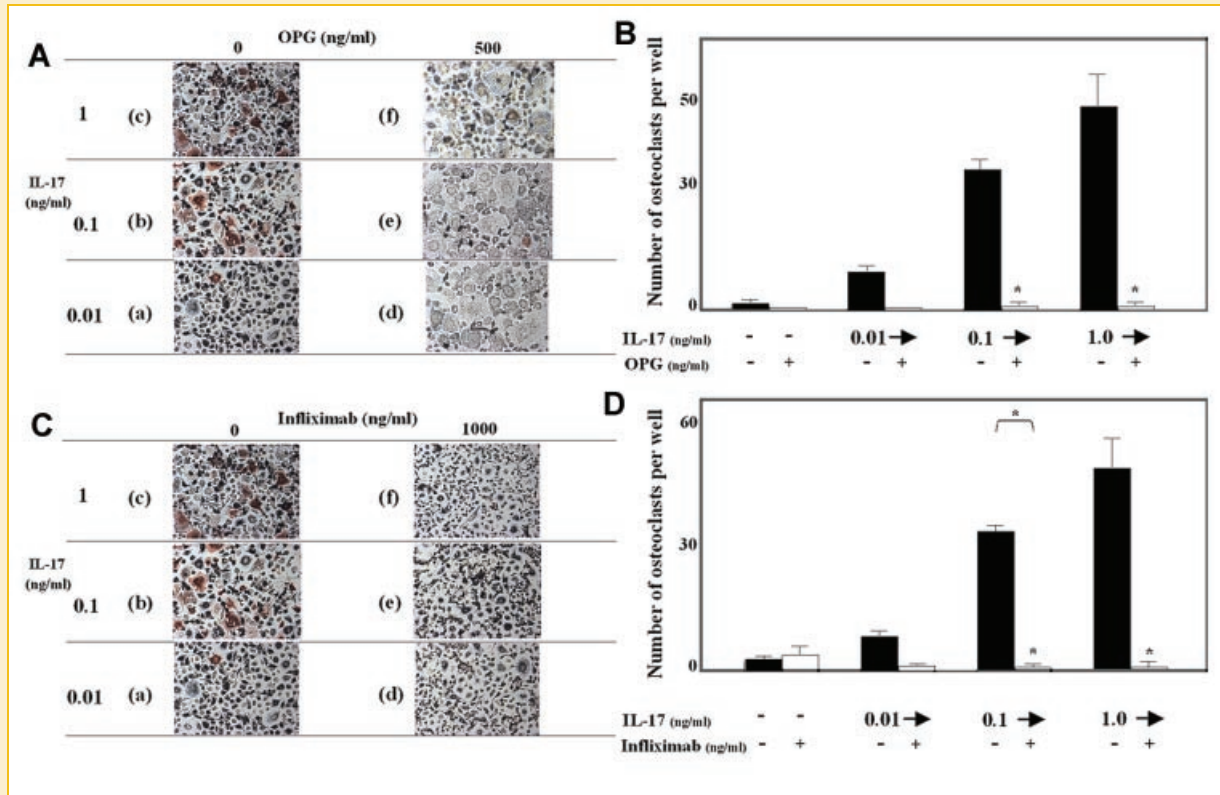 A
OPG (ng/ml)
0 500
1 (c) (f)
IL-17
(ng/ml)
0.1 (b) (e)
0.01 (a) (d)
B
Number of osteoclasts per well
50
30
0
* *
IL-17 (ng/ml) - - 0.01 0.1 1.0
OPG (ng/ml) - + - + - + - +
C
Infliximab (ng/ml)
0 1000
1 (c) (f)
IL-17
(ng/ml)
0.1 (b) (e)
0.01 (a) (d)
D
Number of osteoclasts per well
60
30
0
*
* *
IL-17 (ng/ml) - - 0.01 0.1 1.0
Infliximab (ng/ml) - + - + - + - +